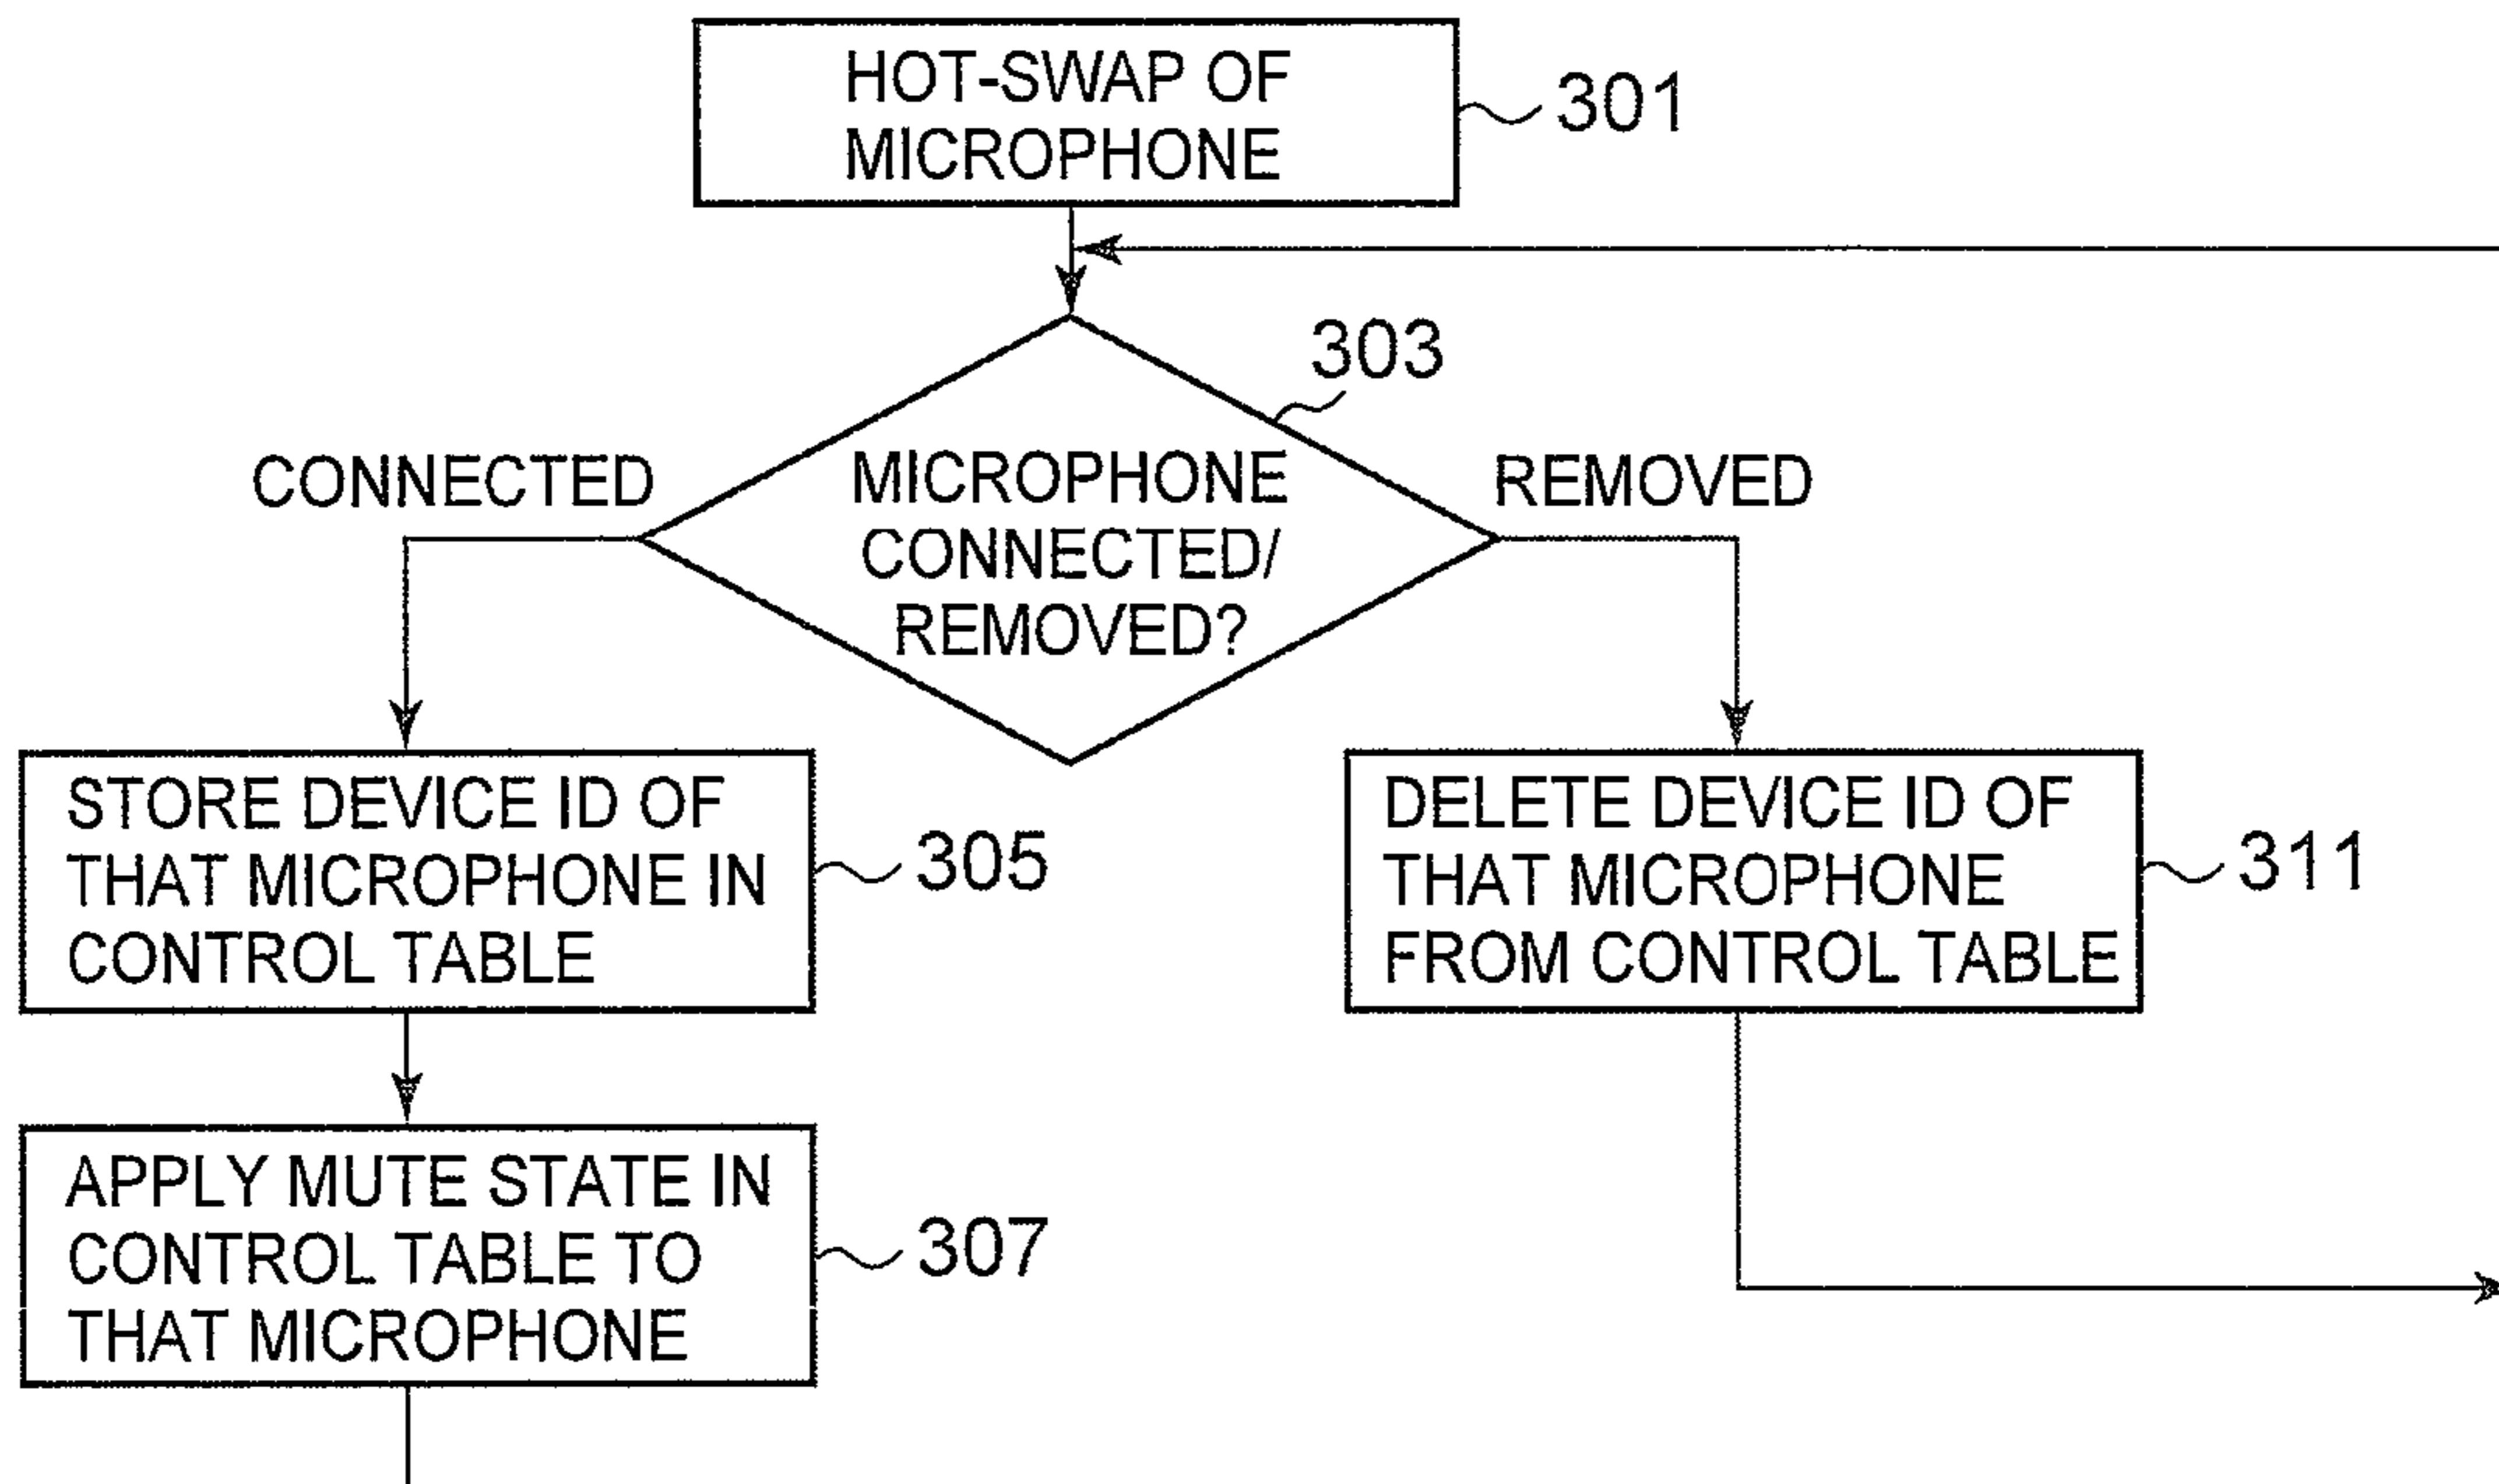 HOT-SWAP OF
MICROPHONE
301
303
CONNECTED
MICROPHONE
CONNECTED/
REMOVED?
REMOVED
STORE DEVICE ID OF
THAT MICROPHONE IN
CONTROL TABLE
305
DELETE DEVICE ID OF
THAT MICROPHONE
FROM CONTROL TABLE
311
APPLY MUTE STATE IN
CONTROL TABLE TO
THAT MICROPHONE
307